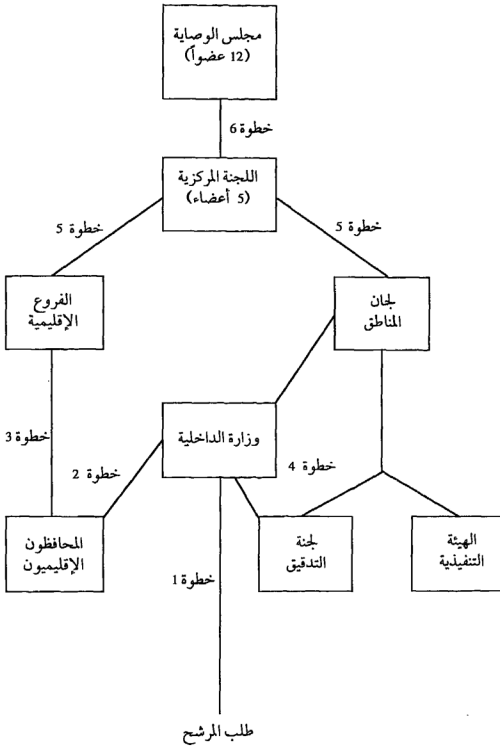 مجلس الوصاية
(12 عضواً)
خطوة 6
اللجنة المركزية
(5 أعضاء)
خطوة 5
خطوة 5
لجان
المناطق
الفروع
الإقليمية
وزارة الداخلية
خطوة 3
خطوة 2
خطوة 4
الهيئة
التنفيذية
لجنة
التدقيق
المحافظون
الإقليميون
خطوة 1
طلب المرشح